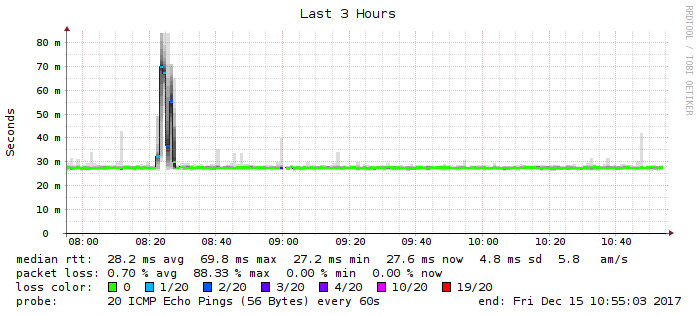 Last 3 Hours
RRDTOOL / TOBI OETIKER
Seconds
80 m
70 m
60 m
50 m
40 m
30 m
20 m
10 m
0
08:00 08:20 08:40 09:00 09:20 09:40 10:00 10:20 10:40
median rtt: 28.2 ms avg 69.8 ms max 27.2 ms min 27.6 ms now 4.8 ms sd 5.8 am/s
packet loss: 0.70 % avg 88.33 % max 0.00 % min 0.00 % now
loss color: 0 1/20 2/20 3/20 4/20 10/20 19/20
probe: 20 ICMP Echo Pings (56 Bytes) every 60s end: Fri Dec 15 10:55:03 2017